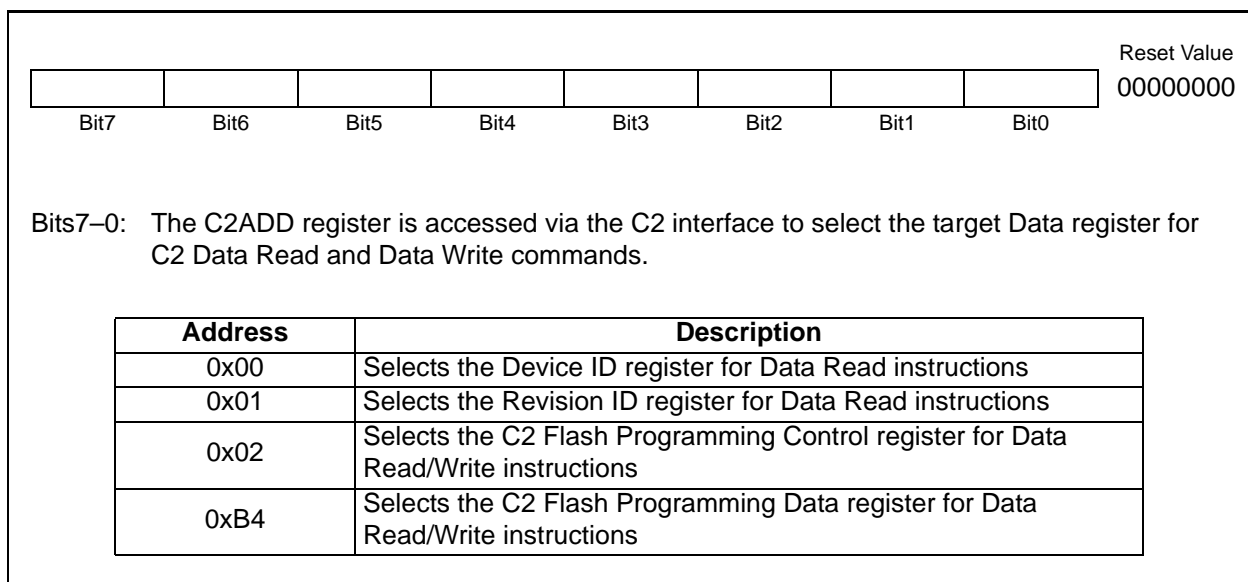 Reset Value
00000000
Bit7 Bit6 Bit5 Bit4 Bit3 Bit2 Bit1 Bit0
Bits7–0: The C2ADD register is accessed via the C2 interface to select the target Data register for
C2 Data Read and Data Write commands.
Address Description
0x00 Selects the Device ID register for Data Read instructions
0x01 Selects the Revision ID register for Data Read instructions
0x02 Selects the C2 Flash Programming Control register for Data
Read/Write instructions
0xB4 Selects the C2 Flash Programming Data register for Data
Read/Write instructions